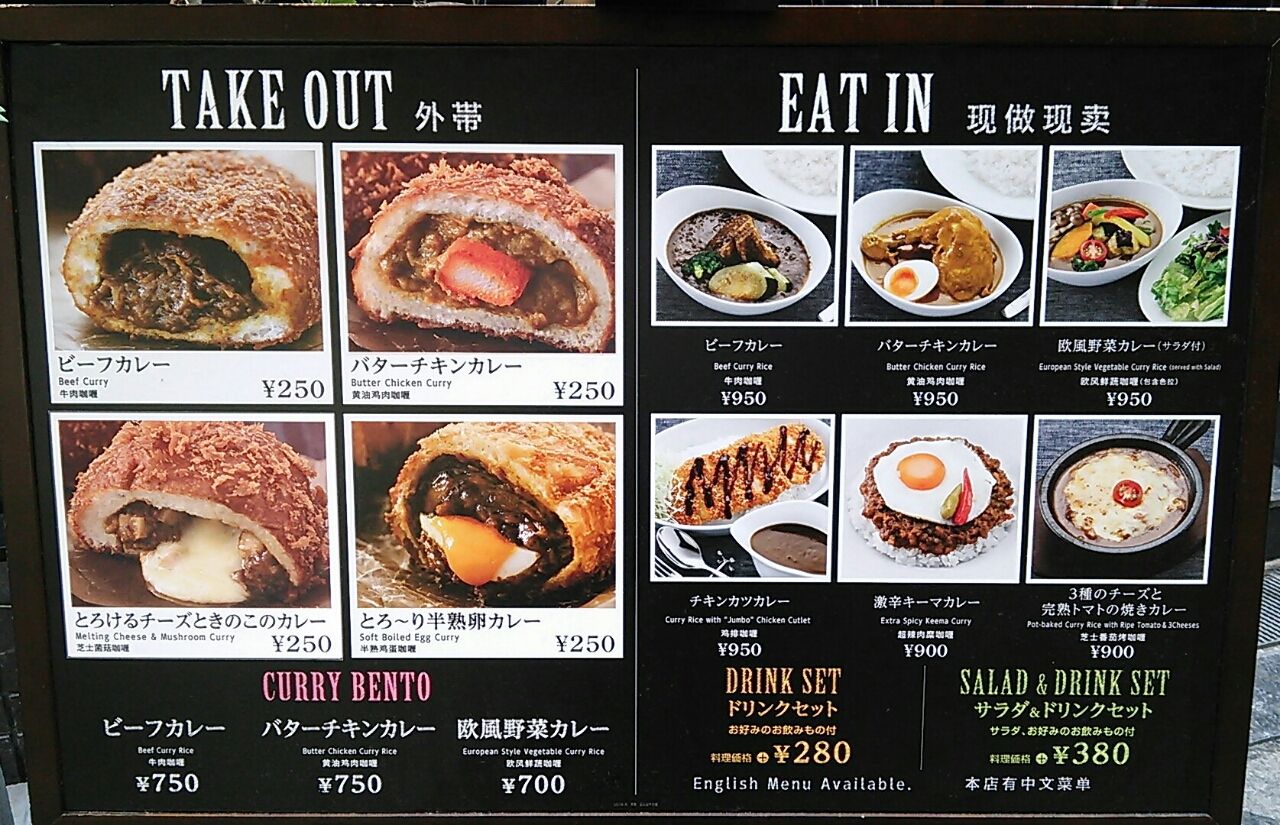 TAKE OUT 外帯
ビーフカレー
Beef Curry
牛肉咖喱
¥250
バターチキンカレー
Butter Chicken Curry
黄油鸡肉咖喱
¥250
とろけるチーズときのこのカレー
Melting Cheese & Mushroom Curry
芝士菌菇咖喱
¥250
とろ〜り半熟卵カレー
Soft Boiled Egg Curry
半熟鸡蛋咖喱
¥250
CURRY BENTO
ビーフカレー
Beef Curry Rice
牛肉咖喱
¥750
バターチキンカレー
Butter Chicken Curry Rice
黄油鸡肉咖喱
¥750
欧風野菜カレー
European Style Vegetable Curry Rice
欧风鲜蔬咖喱
¥700
EAT IN 现做现卖
ビーフカレー
Beef Curry Rice
牛肉咖喱
¥950
バターチキンカレー
Butter Chicken Curry Rice
黄油鸡肉咖喱
¥950
欧風野菜カレー(サラダ付)
European Style Vegetable Curry Rice (served with Salad)
欧风鲜蔬咖喱(包含色拉)
¥950
チキンカツカレー
Curry Rice with "Jumbo" Chicken Cutlet
鸡排咖喱
¥950
激辛キーマカレー
Extra Spicy Keema Curry
超辣肉糜咖喱
¥900
3種のチーズと
完熟トマトの焼きカレー
Pot-baked Curry Rice with Ripe Tomato & 3Cheeses
芝士番茄烤咖喱
¥900
DRINK SET
ドリンクセット
お好みのお飲みもの付
料理価格 + ¥280
SALAD & DRINK SET
サラダ&ドリンクセット
サラダ、お好みのお飲みもの付
料理価格 + ¥380
English Menu Available.
本店有中文菜单